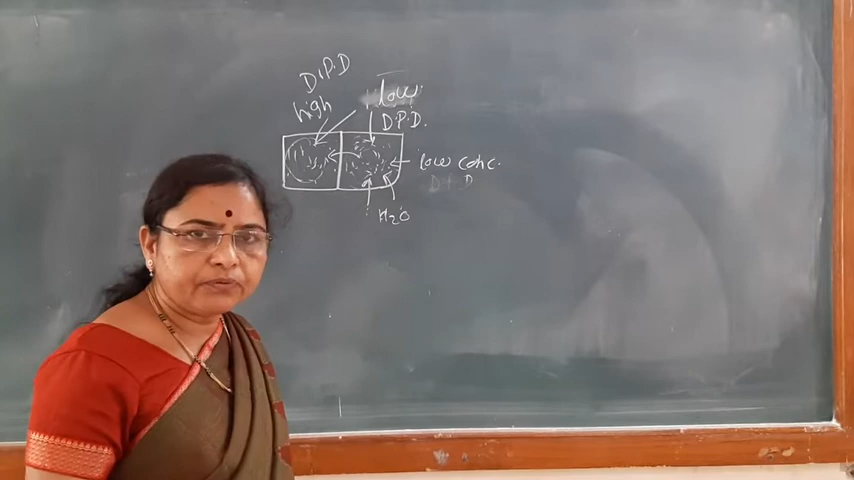 D.P.D
high
low
D.P.D.
low conc.
H₂O